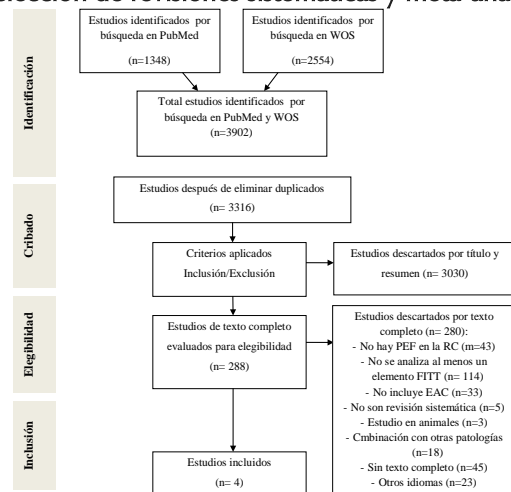 Estudios identificados por
búsqueda en PubMed
(n=1348)
Estudios identificados por
búsqueda en WOS
(n=2554)
Identificación
Total estudios identificados por
búsqueda en PubMed y WOS
(n=3902)
Cribado
Estudios después de eliminar duplicados
(n= 3316)
Criterios aplicados
Inclusión/Exclusión
Estudios descartados por título y
resumen (n= 3030)
Elegibilidad
Estudios de texto completo
evaluados para elegibilidad
(n= 288)
Estudios descartados por texto
completo (n= 280):
- No hay PEF en la RC (m=43)
- No se analiza al menos un
elemento FITT (n= 114)
- No incluye EAC (n=33)
- No son revisión sistemática (n=5)
- Estudio en animales (n=3)
- Cmbinación con otras patologías
(n=18)
- Sin texto completo (n=45)
- Otros idiomas (n=23)
Inclusión
Estudios incluidos
(n= 4)